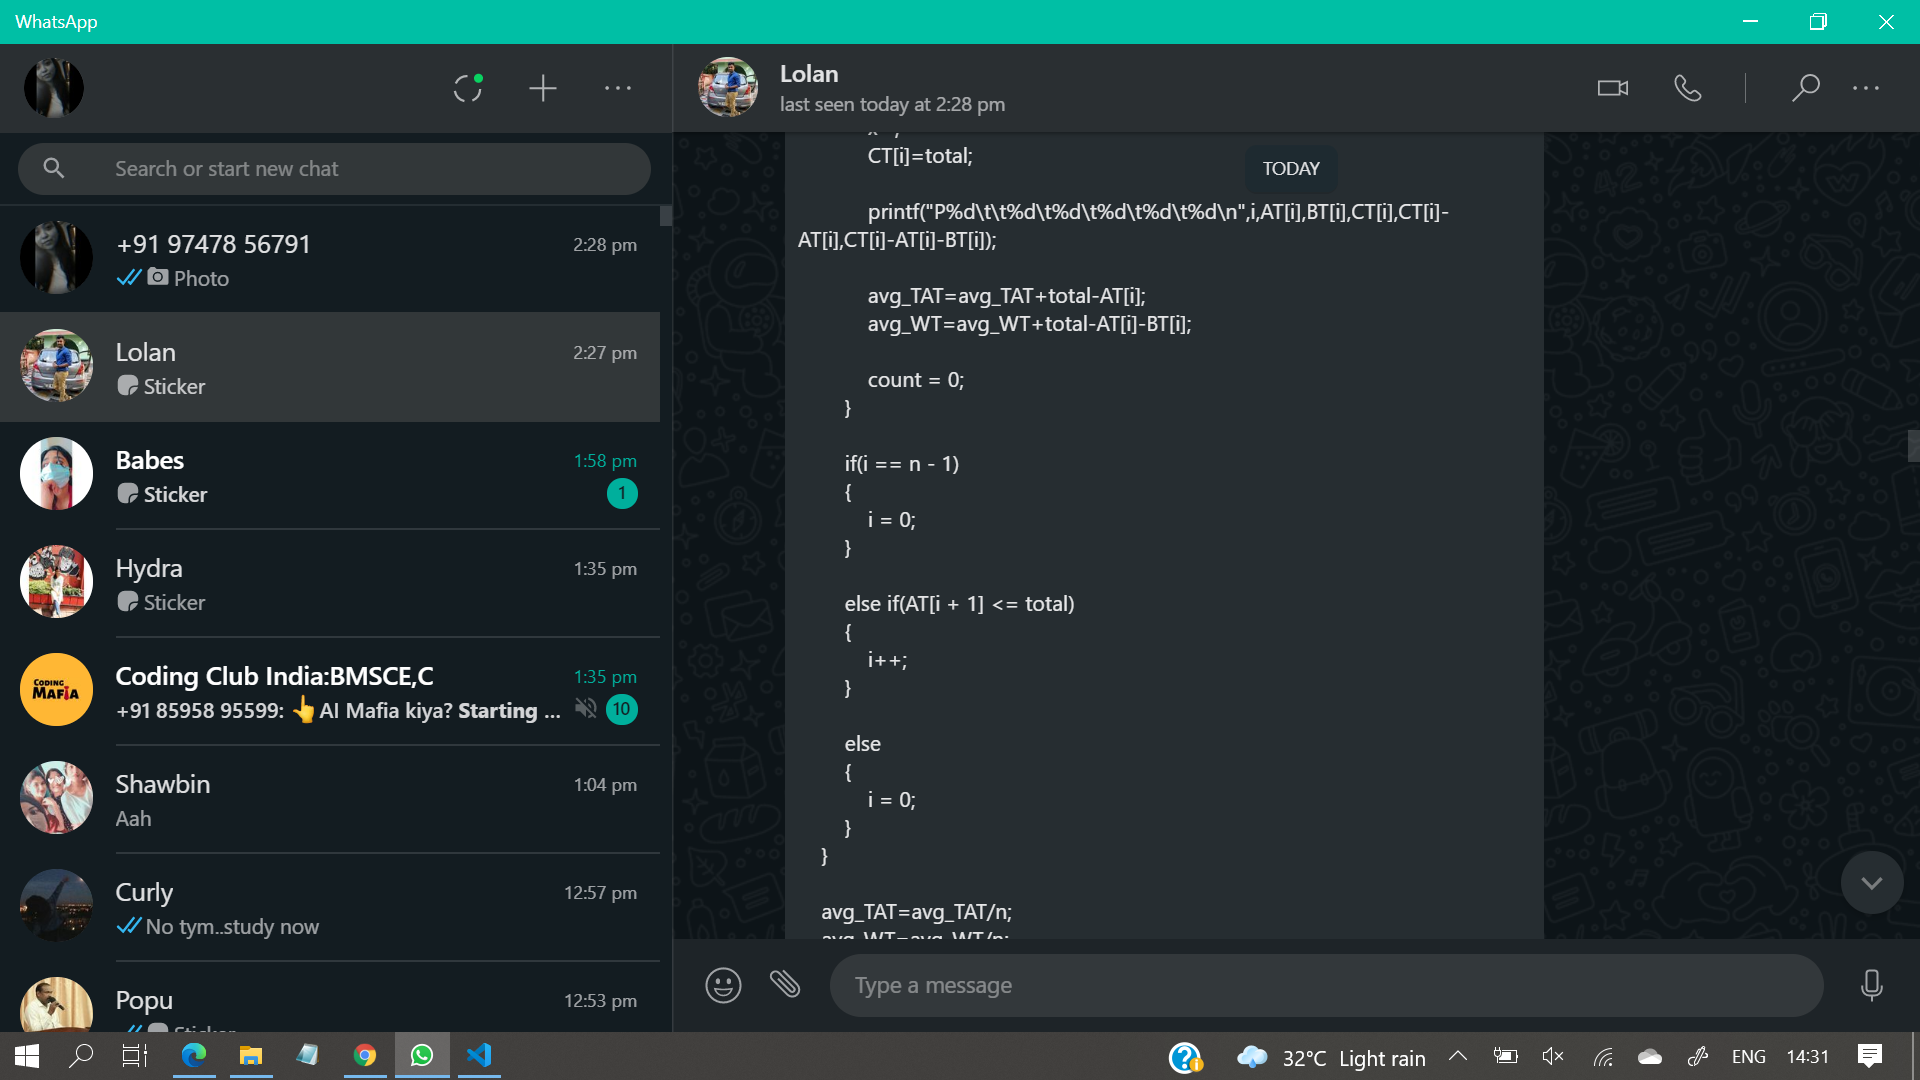 WhatsApp
Search or start new chat
+91 97478 56791
2:28 pm
Photo
Lolan
2:27 pm
Sticker
Babes
1:58 pm
Sticker
1
Hydra
1:35 pm
Sticker
CODING
MAFIA
Coding Club India:BMSCE,C
1:35 pm
+91 85958 95599: 👆AI Mafia kiya? Starting ...
10
Shawbin
1:04 pm
Aah
Curly
12:57 pm
No tym..study now
Popu
12:53 pm
Sticker
Lolan
last seen today at 2:28 pm
TODAY
CT[i]=total;
printf("P%d\t\t%d\t%d\t%d\t%d\t%d\n",i,AT[i],BT[i],CT[i],CT[i]-
AT[i],CT[i]-AT[i]-BT[i]);
avg_TAT=avg_TAT+total-AT[i];
avg_WT=avg_WT+total-AT[i]-BT[i];
count = 0;
}
if(i == n - 1)
{
i = 0;
}
else if(AT[i + 1] <= total)
{
i++;
}
else
{
i = 0;
}
}
avg_TAT=avg_TAT/n;
avg_WT=avg_WT/n;
Type a message
32°C Light rain
ENG
14:31